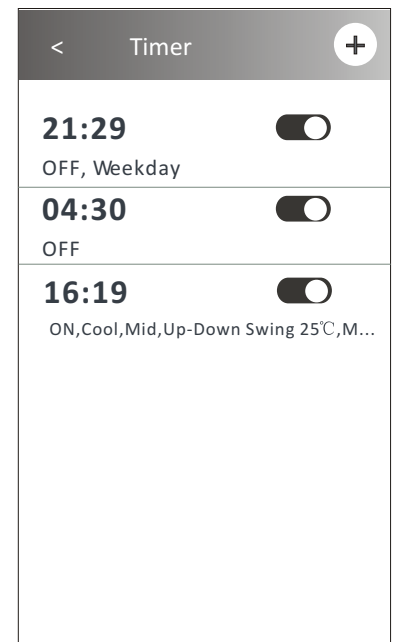 < Timer +
21:29
OFF, Weekday
04:30
OFF
16:19
ON,Cool,Mid,Up-Down Swing 25℃,M...